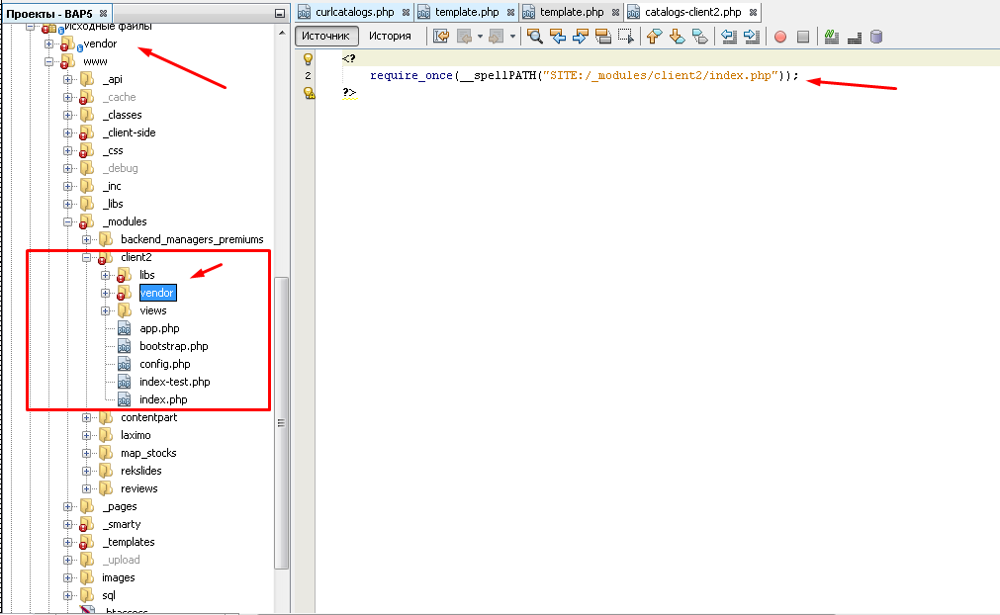 Проекты - BAP5
Исходные файлы
vendor
www
_api
_cache
_classes
_client-side
_css
_debug
_inc
_libs
_modules
backend_managers_premiums
client2
libs
vendor
views
app.php
bootstrap.php
config.php
index-test.php
index.php
contentpart
laximo
map_stocks
rekslides
reviews
_pages
_smarty
_templates
_upload
images
sql
.htaccess
curlcatalogs.php template.php template.php catalogs-client2.php
Источник История
<?
2 require_once(__spellPATH("SITE:/_modules/client2/index.php"));
?>